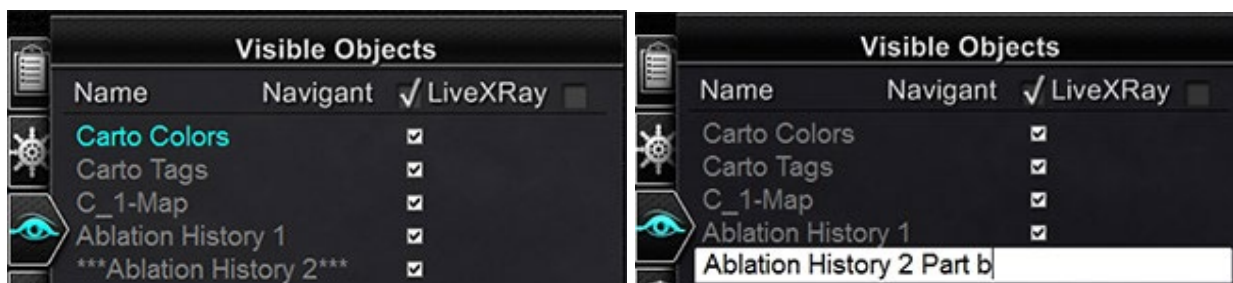 Visible Objects
Name Navigant LiveXRay
Carto Colors
Carto Tags
C_1-Map
Ablation History 1
***Ablation History 2***
Visible Objects
Name Navigant LiveXRay
Carto Colors
Carto Tags
C_1-Map
Ablation History 1
Ablation History 2 Part b